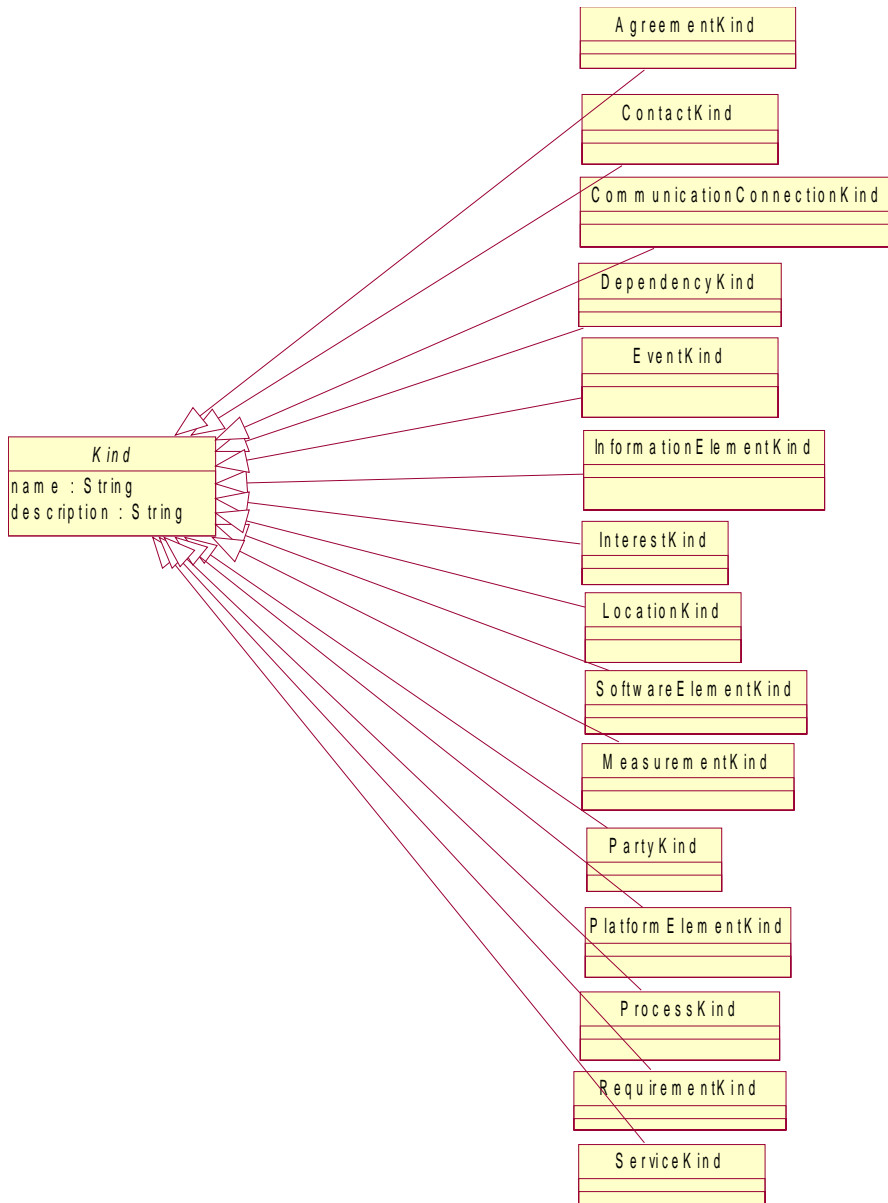 AgreementKind
ContactKind
CommunicationConnectionKind
DependencyKind
EventKind
Kind
name : String
description : String
InformationElementKind
InterestKind
LocationKind
SoftwareElementKind
MeasurementKind
PartyKind
PlatformElementKind
ProcessKind
RequirementKind
ServiceKind